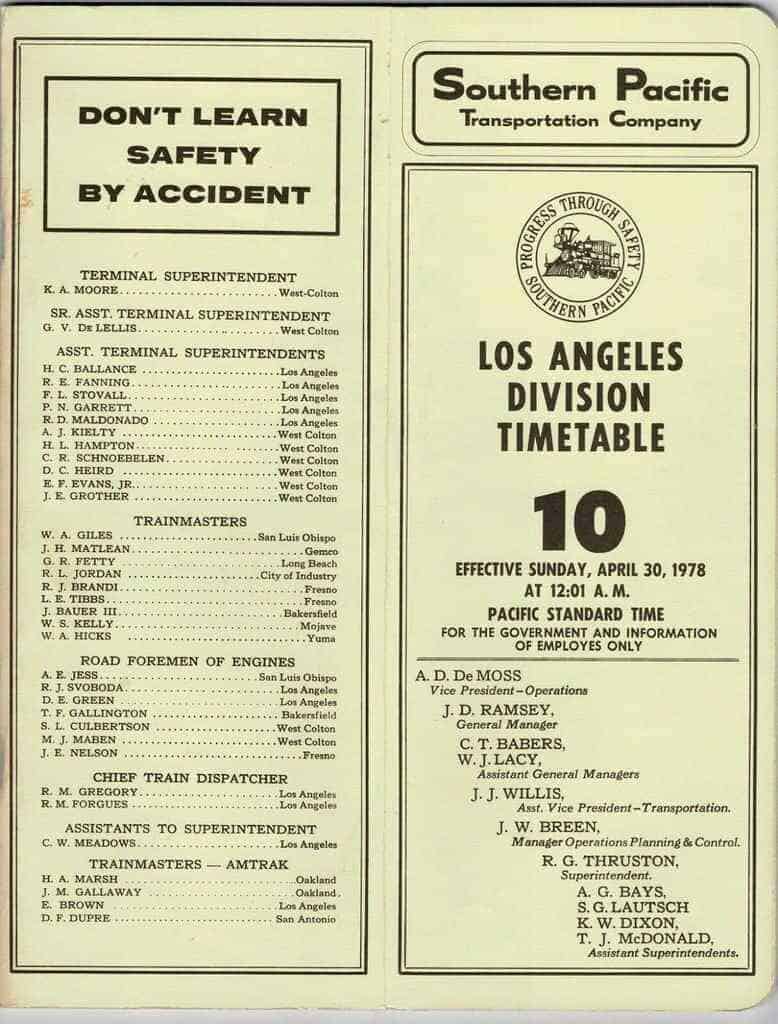 DON'T LEARN
SAFETY
BY ACCIDENT
TERMINAL SUPERINTENDENT
K. A. MOORE..........................West-Colton
SR. ASST. TERMINAL SUPERINTENDENT
G. V. DE LELLIS..........................West Colton
ASST. TERMINAL SUPERINTENDENTS
H. C. BALLANCE..........................Los Angeles
R. E. FANNING..........................Los Angeles
F. L. STOVALL..........................Los Angeles
P. N. GARRETT..........................Los Angeles
R. D. MALDONADO..........................Los Angeles
A. J. KIELTY..........................West Colton
H. L. HAMPTON..........................West Colton
C. R. SCHNOEBELEN..........................West Colton
D. C. HEIRD..........................West Colton
E. F. EVANS, JR...........................West Colton
J. E. GROTHER..........................West Colton
TRAINMASTERS
W. A. GILES..........................San Luis Obispo
J. H. MATLEAN..........................Gemco
G. R. FETTY..........................Long Beach
R. L. JORDAN..........................City of Industry
R. J. BRANDI..........................Fresno
L. E. TIBBS..........................Fresno
J. BAUER III..........................Bakersfield
W. S. KELLY..........................Mojave
W. A. HICKS..........................Yuma
ROAD FOREMEN OF ENGINES
A. E. JESS..........................San Luis Obispo
R. J. SVOBODA..........................Los Angeles
D. E. GREEN..........................Los Angeles
T. F. GALLINGTON..........................Bakersfield
S. L. CULBERTSON..........................West Colton
M. J. MABEN..........................West Colton
J. E. NELSON..........................Fresno
CHIEF TRAIN DISPATCHER
R. M. GREGORY..........................Los Angeles
R. M. FORGUES..........................Los Angeles
ASSISTANTS TO SUPERINTENDENT
C. W. MEADOWS..........................Los Angeles
TRAINMASTERS — AMTRAK
H. A. MARSH..........................Oakland
J. M. GALLAWAY..........................Oakland.
E. BROWN..........................Los Angeles
D. F. DUPRE..........................San Antonio
Southern Pacific
Transportation Company
PROGRESS THROUGH SAFETY
SOUTHERN PACIFIC
LOS ANGELES
DIVISION
TIMETABLE
10
EFFECTIVE SUNDAY, APRIL 30, 1978
AT 12:01 A. M.
PACIFIC STANDARD TIME
FOR THE GOVERNMENT AND INFORMATION
OF EMPLOYES ONLY
A. D. De MOSS
Vice President—Operations
J. D. RAMSEY,
General Manager
C. T. BABERS,
W. J. LACY,
Assistant General Managers
J. J. WILLIS,
Asst. Vice President—Transportation.
J. W. BREEN,
Manager Operations Planning & Control.
R. G. THRUSTON,
Superintendent.
A. G. BAYS,
S. G. LAUTSCH
K. W. DIXON,
T. J. McDONALD,
Assistant Superintendents.